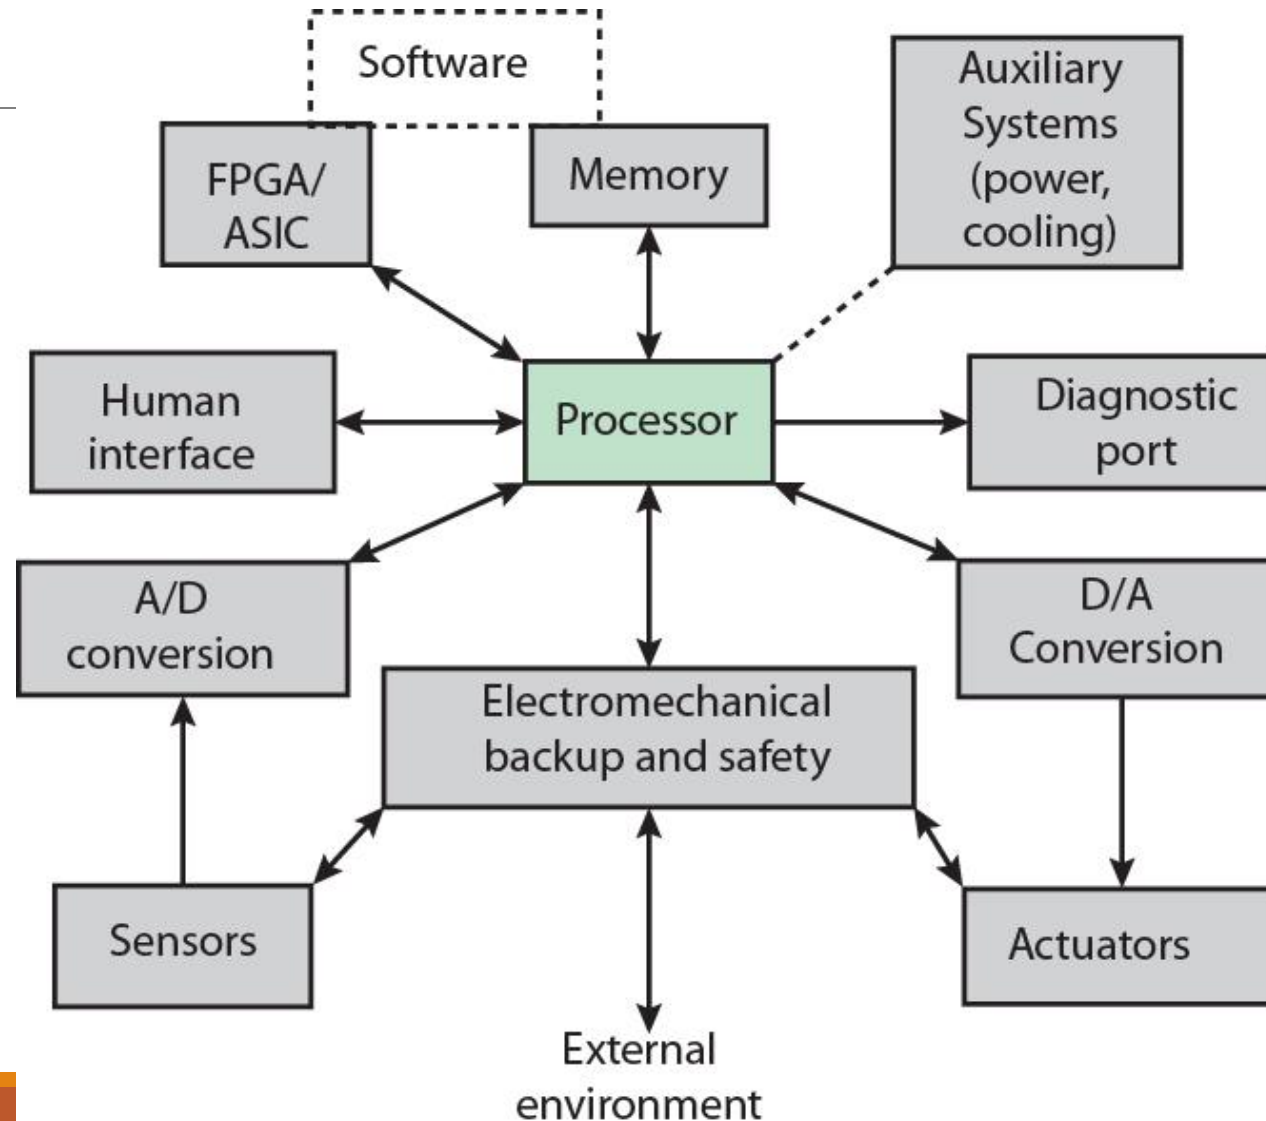 Software
Auxiliary
Systems
(power,
cooling)
FPGA/
ASIC
Memory
Human
interface
Processor
Diagnostic
port
A/D
conversion
D/A
Conversion
Electromechanical
backup and safety
Sensors
Actuators
External
environment